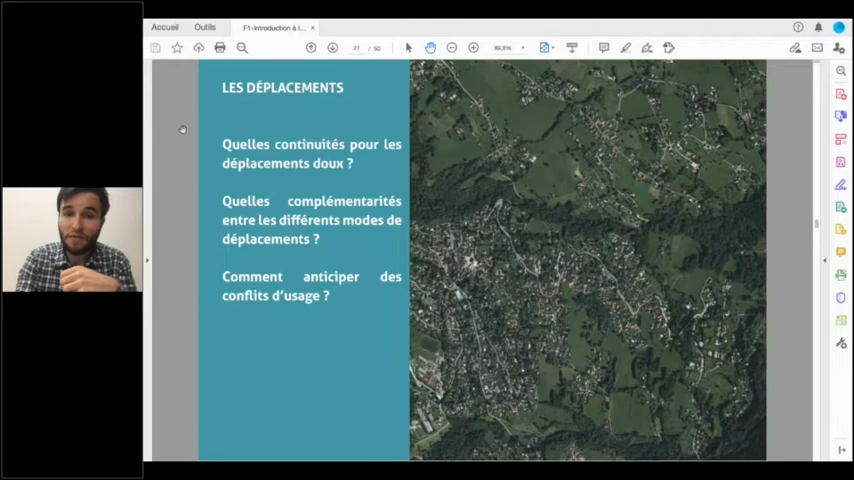 Accueil
Outils
F1-introduction à i...
21 / 50
89,8%
LES DÉPLACEMENTS
Quelles continuités pour les
déplacements doux ?
Quelles complémentarités
entre les différents modes de
déplacements ?
Comment anticiper des
conflits d'usage ?